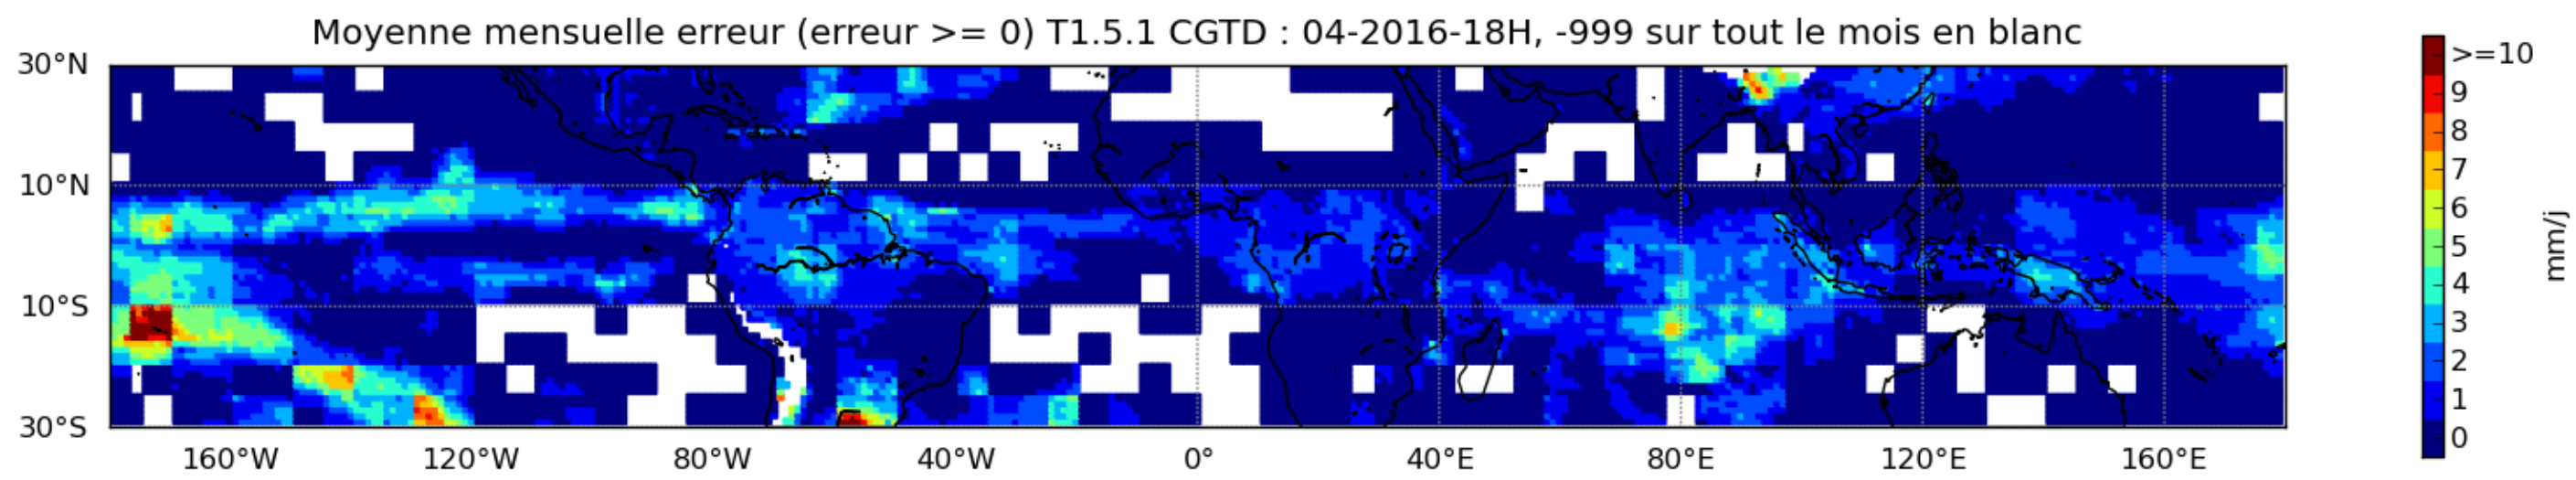 Moyenne mensuelle erreur (erreur >= 0) T1.5.1 CGTD : 04-2016-18H, -999 sur tout le mois en blanc
30°N
10°N
10°S
30°S
160°W 120°W 80°W 40°W 0° 40°E 80°E 120°E 160°E
>=10
9
8
7
6
5
4
3
2
1
0
mm/j